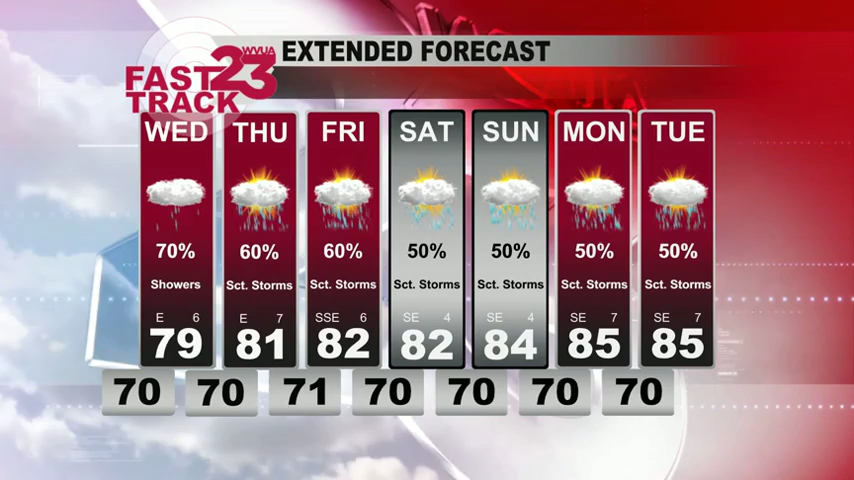 WVUA
23
FAST
TRACK
EXTENDED FORECAST
WED THU FRI SAT SUN MON TUE
70% 60% 60% 50% 50% 50% 50%
Showers Sct. Storms Sct. Storms Sct. Storms Sct. Storms Sct. Storms Sct. Storms
E 6 E 7 SSE 6 SE 4 SE 4 SE 7 SE 7
79 81 82 82 84 85 85
70 70 71 70 70 70 70